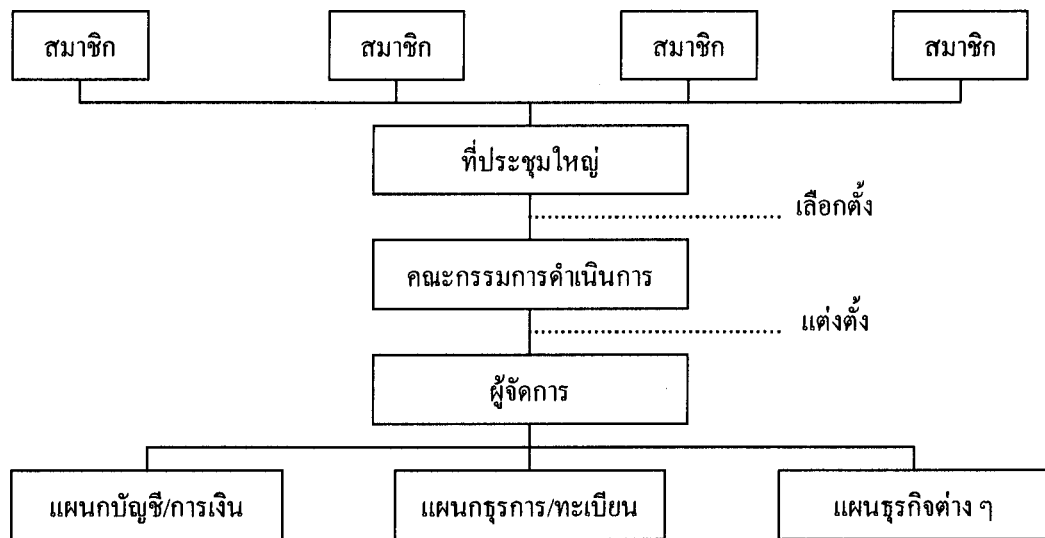 สมาชิก
สมาชิก
สมาชิก
สมาชิก
ที่ประชุมใหญ่
เลือกตั้ง
คณะกรรมการดำเนินการ
แต่งตั้ง
ผู้จัดการ
แผนกบัญชี/การเงิน
แผนกธุรการ/ทะเบียน
แผนธุรกิจต่าง ๆ